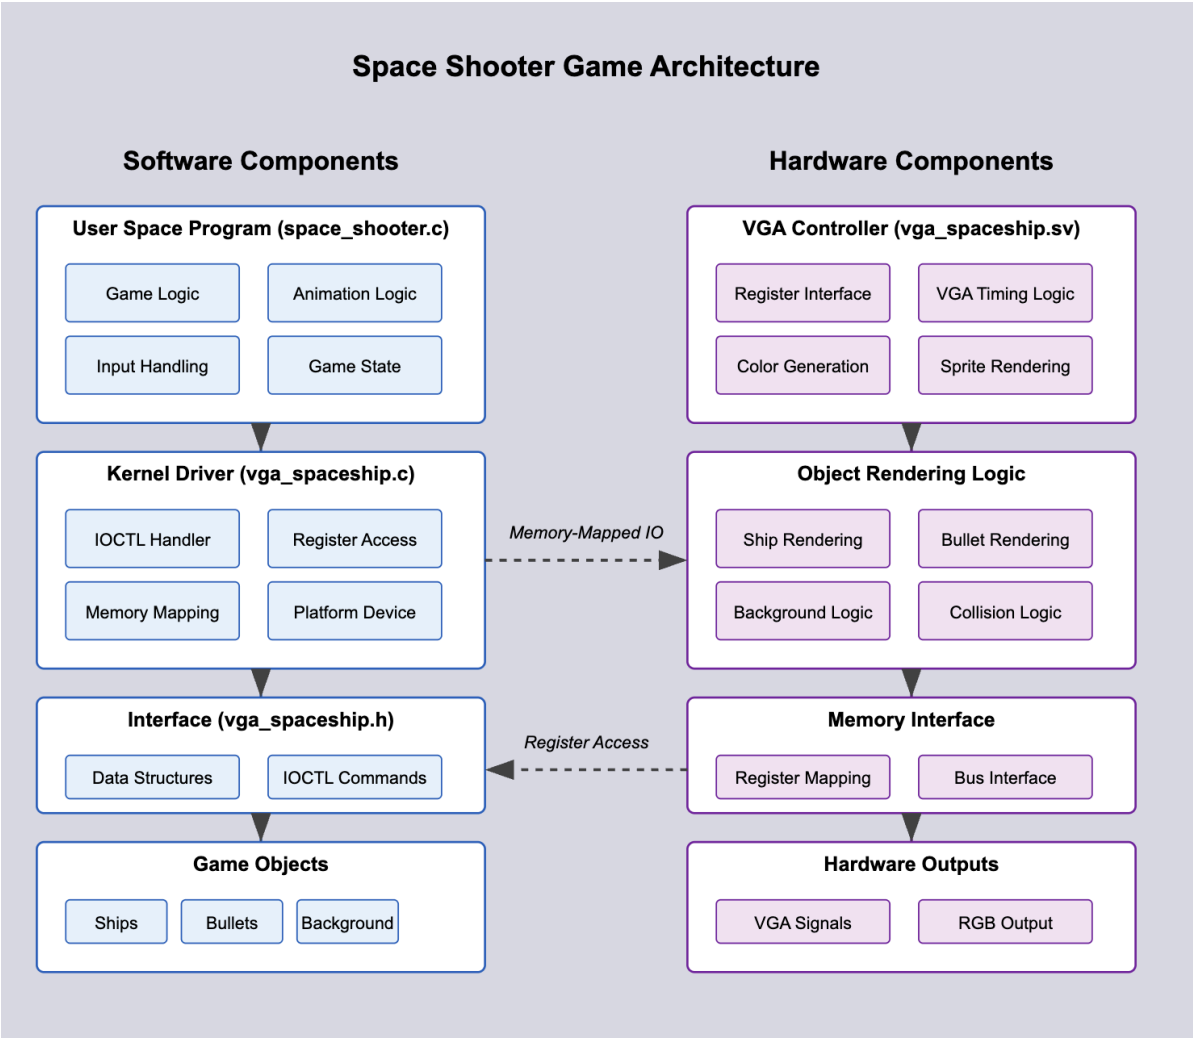 Space Shooter Game Architecture
Software Components
User Space Program (space_shooter.c)
Game Logic
Animation Logic
Input Handling
Game State
Kernel Driver (vga_spaceship.c)
IOCTL Handler
Register Access
Memory Mapping
Platform Device
Interface (vga_spaceship.h)
Data Structures
IOCTL Commands
Game Objects
Ships
Bullets
Background
Memory-Mapped IO
Register Access
Hardware Components
VGA Controller (vga_spaceship.sv)
Register Interface
VGA Timing Logic
Color Generation
Sprite Rendering
Object Rendering Logic
Ship Rendering
Bullet Rendering
Background Logic
Collision Logic
Memory Interface
Register Mapping
Bus Interface
Hardware Outputs
VGA Signals
RGB Output